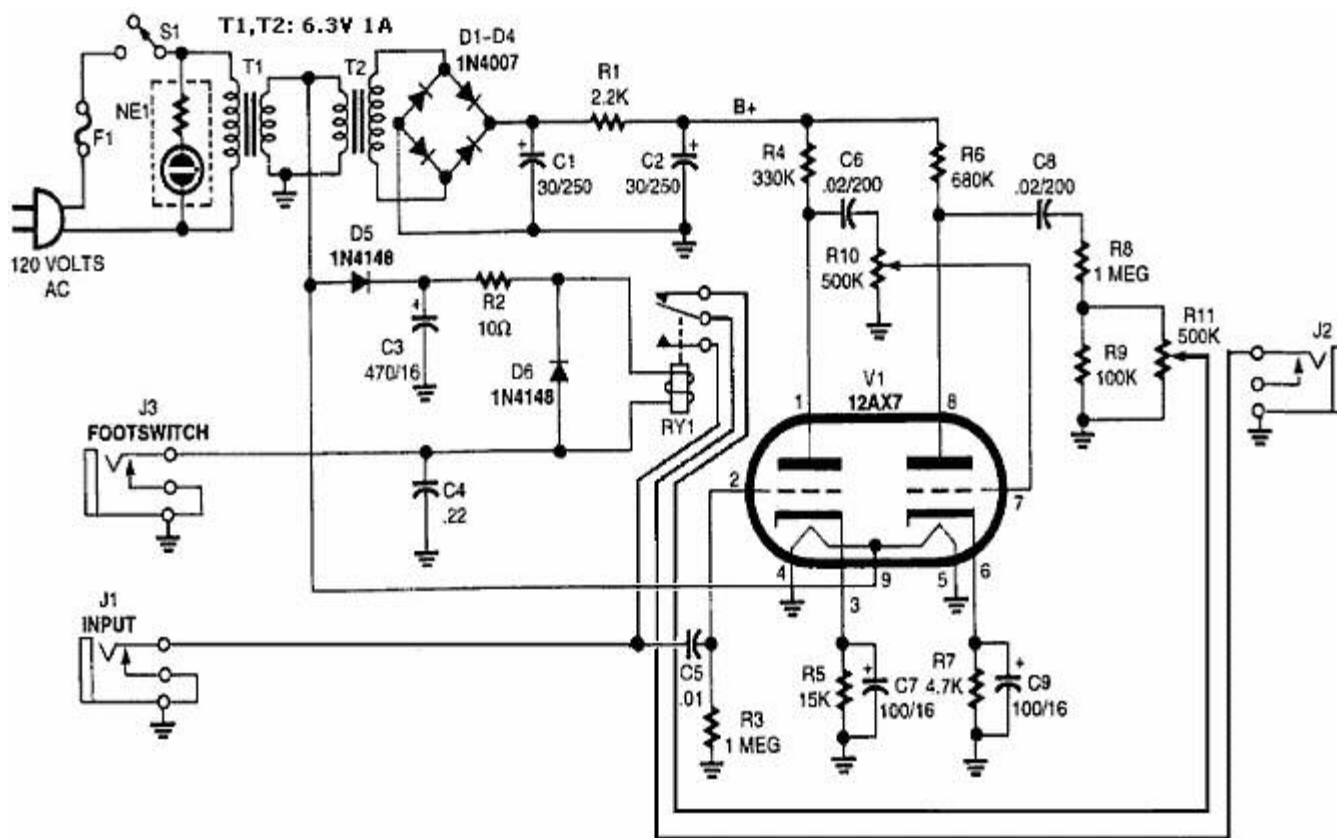 T1,T2: 6.3V 1A
S1
F1
NE1
T1
T2
D1-D4
1N4007
R1
2.2K
B+
C1
30/250
C2
30/250
R4
330K
C6
.02/200
R6
680K
C8
.02/200
120 VOLTS
AC
D5
1N4148
R2
10Ω
C3
470/16
D6
1N4148
RY1
R10
500K
R8
1 MEG
R9
100K
R11
500K
J2
V1
12AX7
1
8
2
7
4
9
5
6
3
J3
FOOTSWITCH
C4
.22
J1
INPUT
C5
.01
R3
1 MEG
R5
15K
C7
100/16
R7
4.7K
C9
100/16
+
+
+
+
+